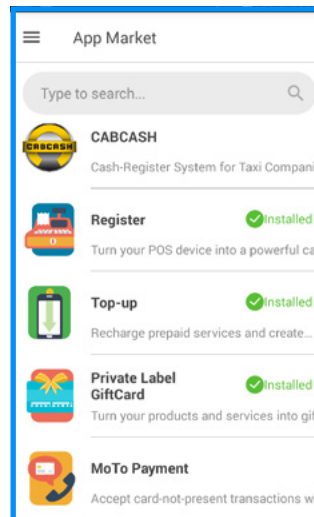 App Market
Type to search...
CABCASH
CABCASH
Cash-Register System for Taxi Compani
Register
Installed
Turn your POS device into a powerful ca
Top-up
Installed
Recharge prepaid services and create...
Private Label
GiftCard
Installed
Turn your products and services into gif
MoTo Payment
Accept card-not-present transactions w